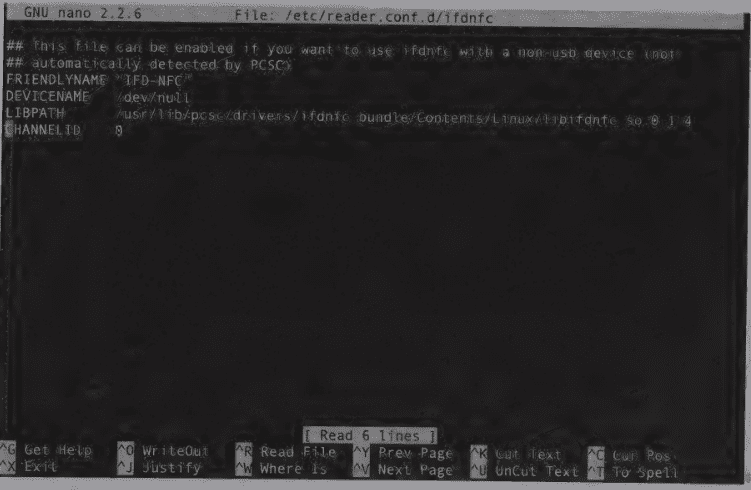 GNU nano 2.2.6 File: /etc/reader.conf.d/ifdnfc
## This file can be enabled if you want to use ifdnfc with a non-usb device (not
## automatically detected by PCSC)
FRIENDLYNAME "IFD-NFC"
DEVICENAME /dev/null
LIBPATH /usr/lib/pcsc/drivers/ifdnfc.bundle/Contents/Linux/libifdnfc.so.0.1.4
CHANNELID 0
[ Read 6 lines ]
^G Get Help ^O WriteOut ^R Read File ^Y Prev Page ^K Cut Text ^C Cur Pos
^X Exit ^J Justify ^W Where Is ^V Next Page ^U UnCut Text ^T To Spell